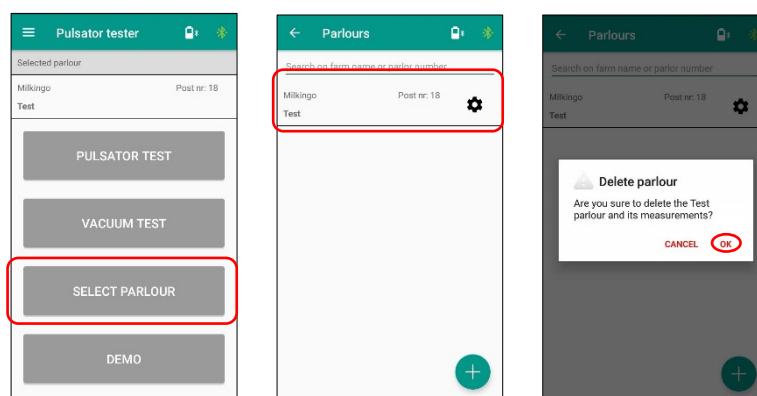 Pulsator tester
Selected parlour
Milkingo Post nr: 18
Test
PULSATOR TEST
VACUUM TEST
SELECT PARLOUR
DEMO
Parlours
Search on farm name or parlor number
Milkingo Post nr: 18
Test
Parlours
Search on farm name or parlor number
Milkingo Post nr: 18
Test
Delete parlour
Are you sure to delete the Test
parlour and its measurements?
CANCEL OK